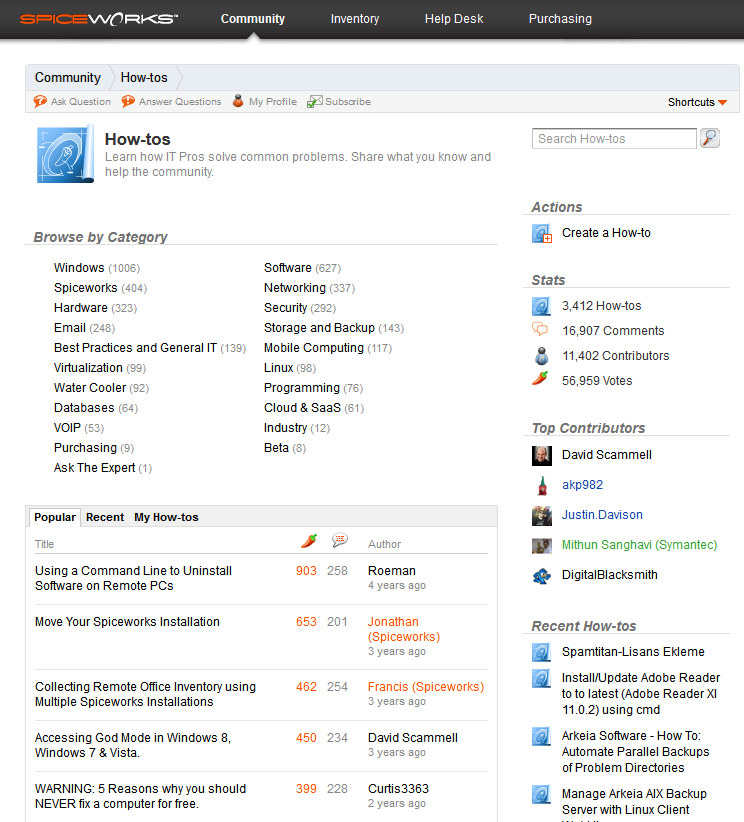 SPICEWORKS™ Community Inventory Help Desk Purchasing
Community How-tos
Ask Question Answer Questions My Profile Subscribe Shortcuts
How-tos
Learn how IT Pros solve common problems. Share what you know and
help the community.
Browse by Category
Windows (1006) Software (627)
Spiceworks (404) Networking (337)
Hardware (323) Security (292)
Email (248) Storage and Backup (143)
Best Practices and General IT (139) Mobile Computing (117)
Virtualization (99) Linux (98)
Water Cooler (92) Programming (76)
Databases (64) Cloud & SaaS (61)
VOIP (53) Industry (12)
Purchasing (9) Beta (8)
Ask The Expert (1)
Popular Recent My How-tos
Title Author
Using a Command Line to Uninstall 903 258 Roeman
Software on Remote PCs 4 years ago
Move Your Spiceworks Installation 653 201 Jonathan
(Spiceworks)
3 years ago
Collecting Remote Office Inventory using 462 254 Francis (Spiceworks)
Multiple Spiceworks Installations 3 years ago
Accessing God Mode in Windows 8, 450 234 David Scammell
Windows 7 & Vista. 3 years ago
WARNING: 5 Reasons why you should 399 228 Curtis3363
NEVER fix a computer for free. 2 years ago
Search How-tos
Actions
Create a How-to
Stats
3,412 How-tos
16,907 Comments
11,402 Contributors
56,959 Votes
Top Contributors
David Scammell
akp982
Justin.Davison
Mithun Sanghavi (Symantec)
DigitalBlacksmith
Recent How-tos
Spamtitan-Lisans Ekleme
Install/Update Adobe Reader
to to latest (Adobe Reader XI
11.0.2) using cmd
Arkeia Software - How To:
Automate Parallel Backups
of Problem Directories
Manage Arkeia AIX Backup
Server with Linux Client